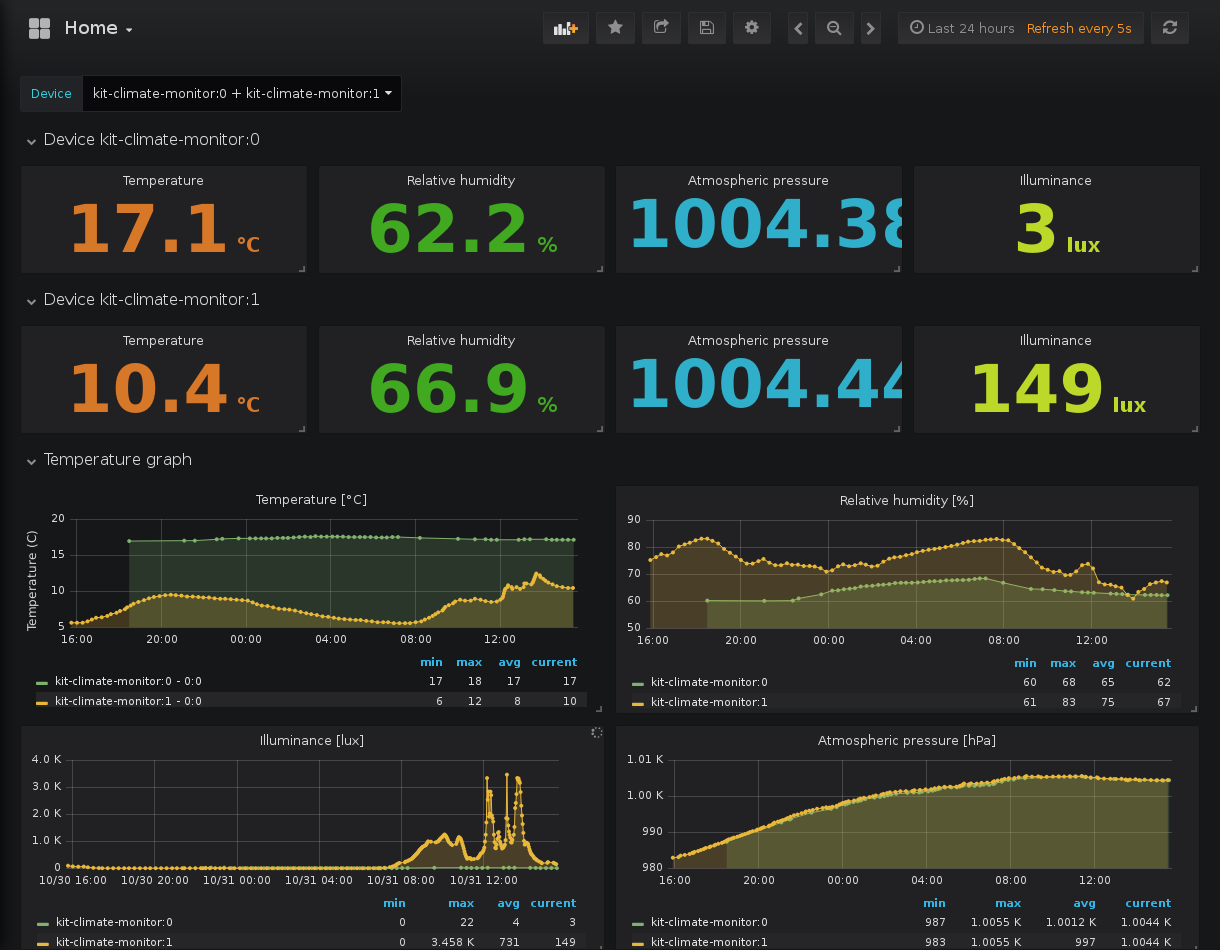 Home
Last 24 hours Refresh every 5s
Device kit-climate-monitor:0 + kit-climate-monitor:1
Device kit-climate-monitor:0
Temperature Relative humidity Atmospheric pressure Illuminance
17.1 °C 62.2 % 1004.38 3 lux
Device kit-climate-monitor:1
Temperature Relative humidity Atmospheric pressure Illuminance
10.4 °C 66.9 % 1004.44 149 lux
Temperature graph
Temperature [°C]
Temperature (C)
20
15
10
5
16:00 20:00 00:00 04:00 08:00 12:00
min max avg current
kit-climate-monitor:0 - 0:0 17 18 17 17
kit-climate-monitor:1 - 0:0 6 12 8 10
Relative humidity [%]
90
80
70
60
50
16:00 20:00 00:00 04:00 08:00 12:00
min max avg current
kit-climate-monitor:0 60 68 65 62
kit-climate-monitor:1 61 83 75 67
Illuminance [lux]
4.0 K
3.0 K
2.0 K
1.0 K
0
10/30 16:00 10/30 20:00 10/31 00:00 10/31 04:00 10/31 08:00 10/31 12:00
min max avg current
kit-climate-monitor:0 0 22 4 3
kit-climate-monitor:1 0 3.458 K 731 149
Atmospheric pressure [hPa]
1.01 K
1.00 K
990
980
16:00 20:00 00:00 04:00 08:00 12:00
min max avg current
kit-climate-monitor:0 987 1.0055 K 1.0012 K 1.0044 K
kit-climate-monitor:1 983 1.0055 K 997 1.0044 K